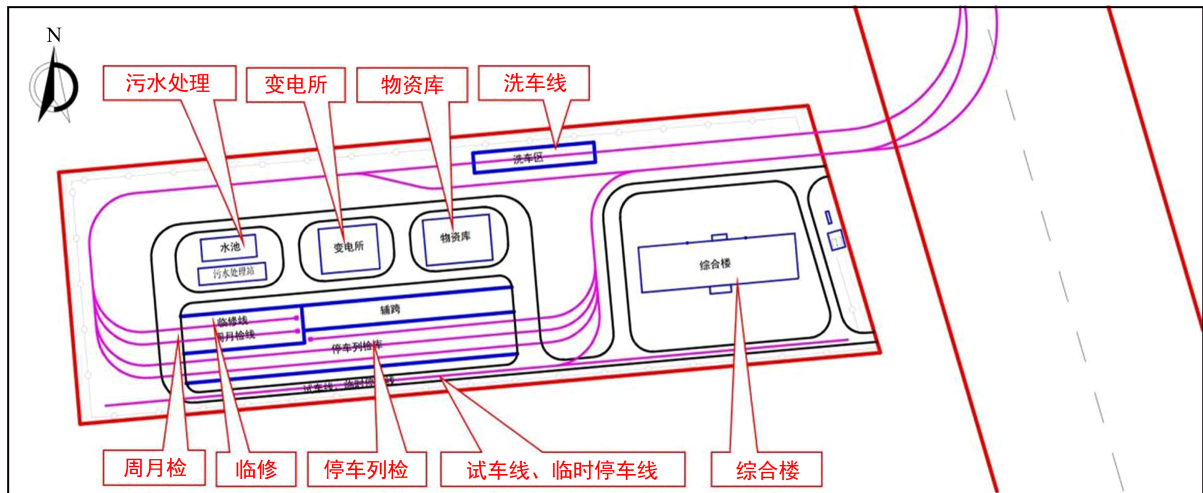 N
污水处理
变电所
物资库
洗车线
洗车区
水池
污水处理站
变电所
物资库
综合楼
临修线
周月检线
辅跨
停车列检库
试车线、临时停车线
周月检
临修
停车列检
试车线、临时停车线
综合楼